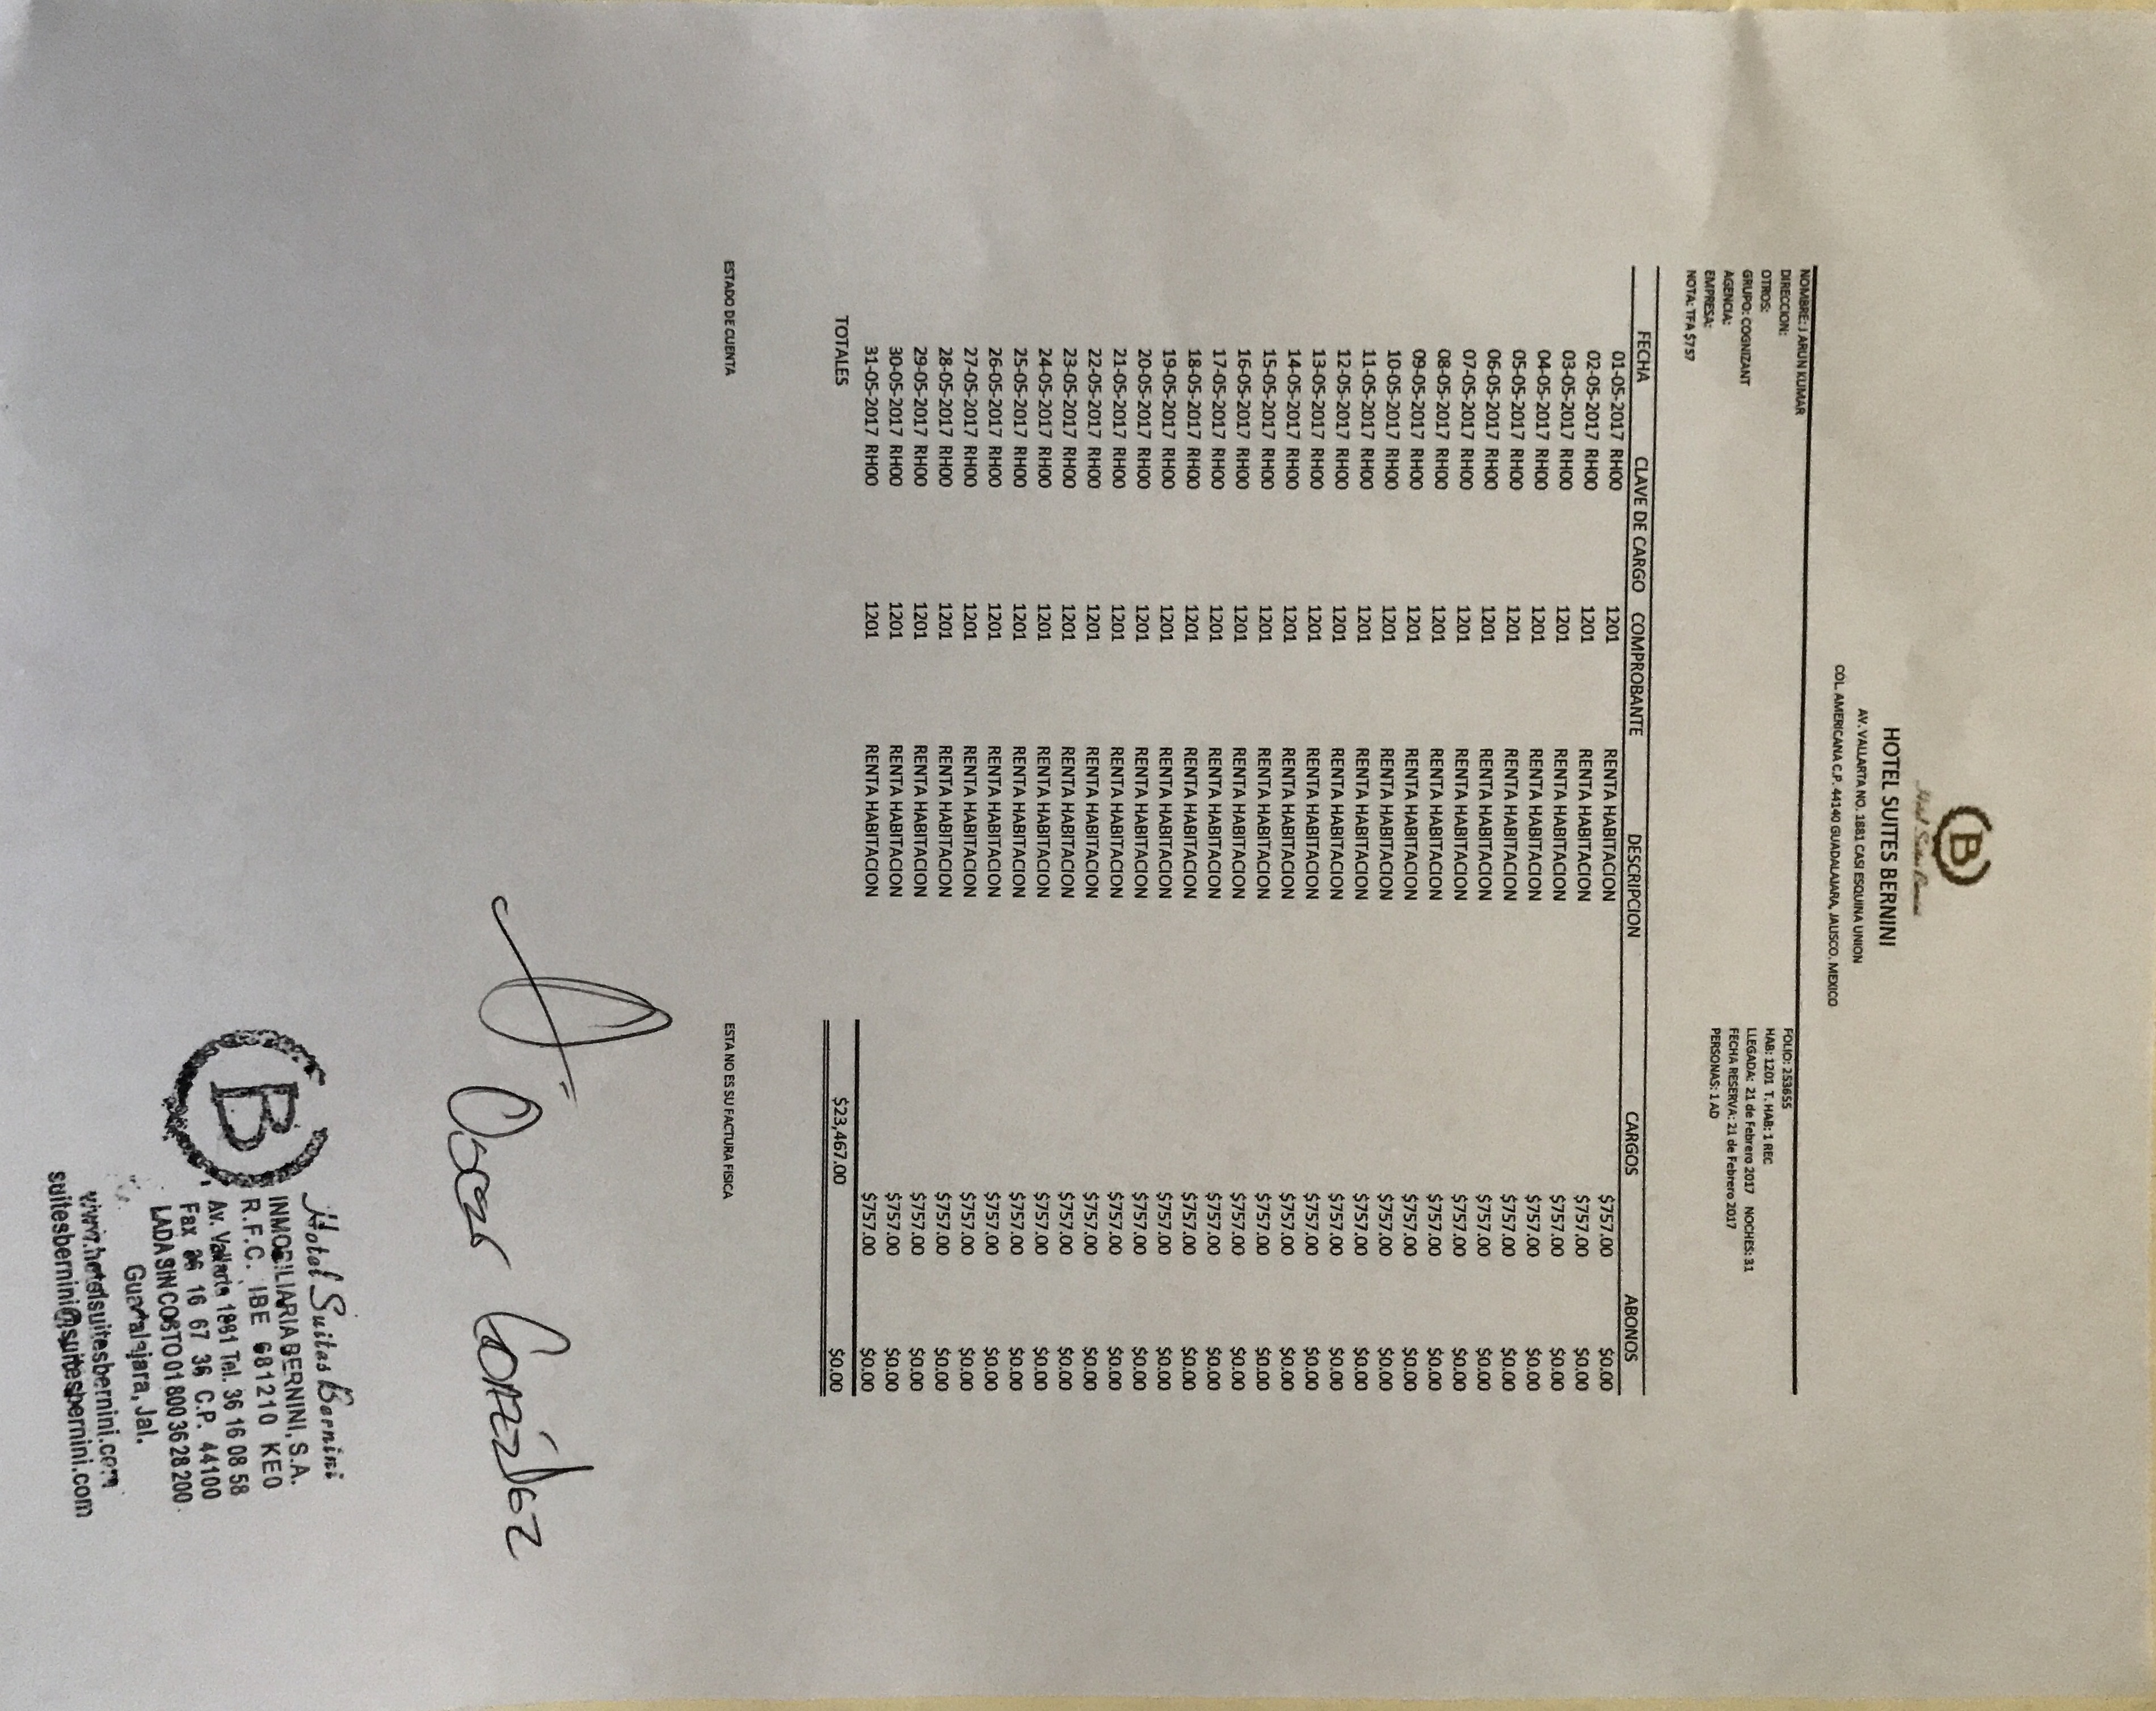 B
Hotel Suites Bernini
HOTEL SUITES BERNINI
AV. VALLARTA NO. 1881 CASI ESQUINA UNION
COL. AMERICANA C.P. 44140 GUADALAJARA, JALISCO. MEXICO
NOMBRE: J ARUN KUMAR FOLIO: 253655
DIRECCION: HAB: 1201 T. HAB: 1 REC
OTROS: LLEGADA: 21 de Febrero 2017 NOCHES: 31
GRUPO: COGNIZANT FECHA RESERVA: 21 de Febrero 2017
AGENCIA: PERSONAS: 1 AD
EMPRESA:
NOTA: TFA $757
FECHA CLAVE DE CARGO COMPROBANTE DESCRIPCION CARGOS ABONOS
01-05-2017 RH00 1201 RENTA HABITACION $757.00 $0.00
02-05-2017 RH00 1201 RENTA HABITACION $757.00 $0.00
03-05-2017 RH00 1201 RENTA HABITACION $757.00 $0.00
04-05-2017 RH00 1201 RENTA HABITACION $757.00 $0.00
05-05-2017 RH00 1201 RENTA HABITACION $757.00 $0.00
06-05-2017 RH00 1201 RENTA HABITACION $757.00 $0.00
07-05-2017 RH00 1201 RENTA HABITACION $757.00 $0.00
08-05-2017 RH00 1201 RENTA HABITACION $757.00 $0.00
09-05-2017 RH00 1201 RENTA HABITACION $757.00 $0.00
10-05-2017 RH00 1201 RENTA HABITACION $757.00 $0.00
11-05-2017 RH00 1201 RENTA HABITACION $757.00 $0.00
12-05-2017 RH00 1201 RENTA HABITACION $757.00 $0.00
13-05-2017 RH00 1201 RENTA HABITACION $757.00 $0.00
14-05-2017 RH00 1201 RENTA HABITACION $757.00 $0.00
15-05-2017 RH00 1201 RENTA HABITACION $757.00 $0.00
16-05-2017 RH00 1201 RENTA HABITACION $757.00 $0.00
17-05-2017 RH00 1201 RENTA HABITACION $757.00 $0.00
18-05-2017 RH00 1201 RENTA HABITACION $757.00 $0.00
19-05-2017 RH00 1201 RENTA HABITACION $757.00 $0.00
20-05-2017 RH00 1201 RENTA HABITACION $757.00 $0.00
21-05-2017 RH00 1201 RENTA HABITACION $757.00 $0.00
22-05-2017 RH00 1201 RENTA HABITACION $757.00 $0.00
23-05-2017 RH00 1201 RENTA HABITACION $757.00 $0.00
24-05-2017 RH00 1201 RENTA HABITACION $757.00 $0.00
25-05-2017 RH00 1201 RENTA HABITACION $757.00 $0.00
26-05-2017 RH00 1201 RENTA HABITACION $757.00 $0.00
27-05-2017 RH00 1201 RENTA HABITACION $757.00 $0.00
28-05-2017 RH00 1201 RENTA HABITACION $757.00 $0.00
29-05-2017 RH00 1201 RENTA HABITACION $757.00 $0.00
30-05-2017 RH00 1201 RENTA HABITACION $757.00 $0.00
31-05-2017 RH00 1201 RENTA HABITACION $757.00 $0.00
TOTALES $23,467.00 $0.00
ESTADO DE CUENTA ESTA NO ES SU FACTURA FISICA
Oscar
B
Hotel Suites Bernini
INMOBILIARIA BERNINI, S.A.
R.F.C. IBE 681210 KE0
Av. Vallarta 1881 Tel. 36 16 08 58
Fax 36 16 67 36 C.P. 44100
LADA SIN COSTO 01 800 36 28 200
Guadalajara, Jal.
www.hotelsuitesbernini.com
suitesbernini@suitesbernini.com